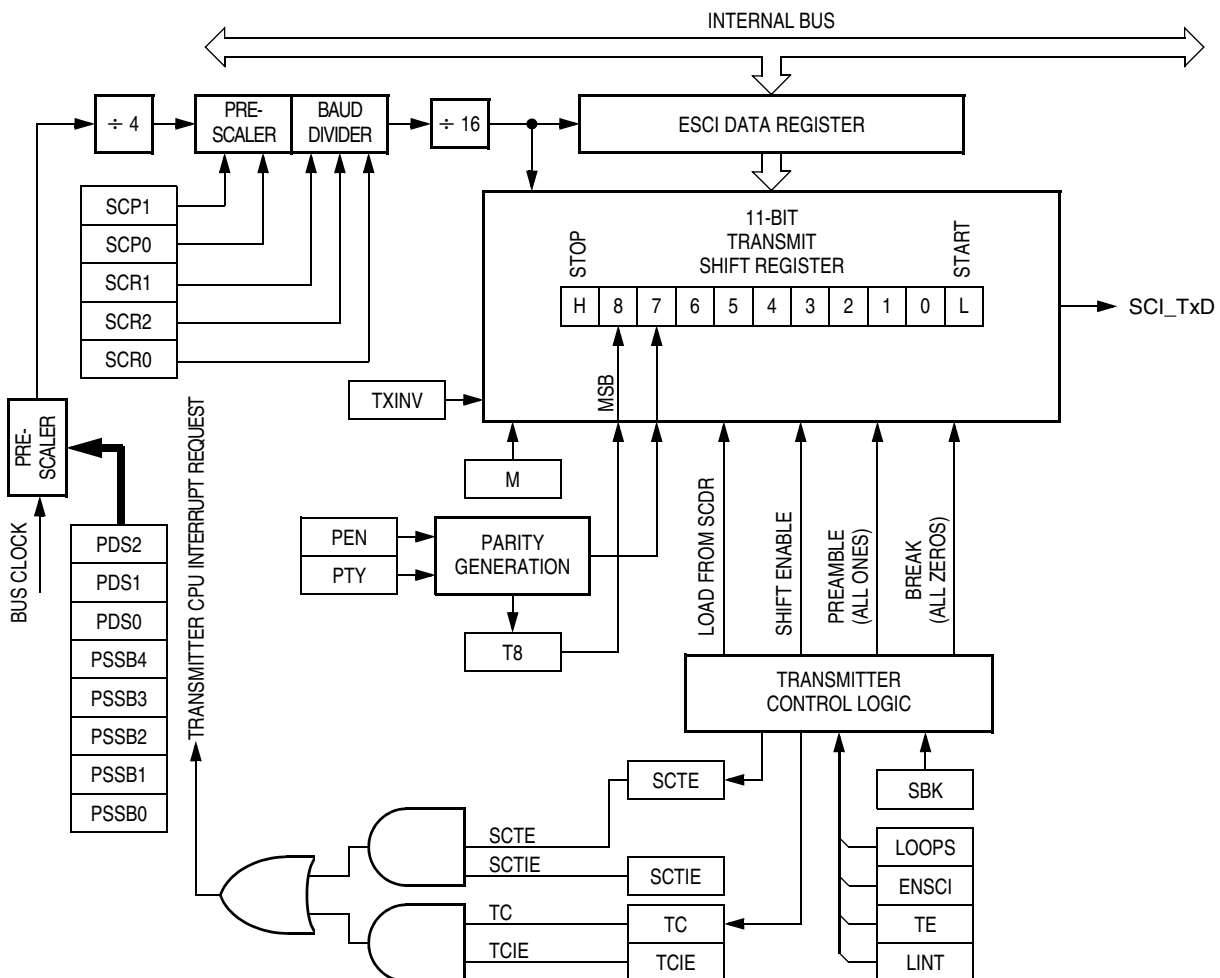 INTERNAL BUS
÷ 4
PRE-
SCALER
BAUD
DIVIDER
÷ 16
ESCI DATA REGISTER
SCP1
SCP0
SCR1
SCR2
SCR0
11-BIT
TRANSMIT
SHIFT REGISTER
STOP
START
H 8 7 6 5 4 3 2 1 0 L
SCI_TxD
TXINV
MSB
M
PRE-
SCALER
BUS CLOCK
PDS2
PDS1
PDS0
PSSB4
PSSB3
PSSB2
PSSB1
PSSB0
TRANSMITTER CPU INTERRUPT REQUEST
PEN
PTY
PARITY
GENERATION
T8
LOAD FROM SCDR
SHIFT ENABLE
PREAMBLE
(ALL ONES)
BREAK
(ALL ZEROS)
TRANSMITTER
CONTROL LOGIC
SCTE
SBK
SCTE
SCTIE
SCTIE
TC
TC
TCIE
TCIE
LOOPS
ENSCI
TE
LINT